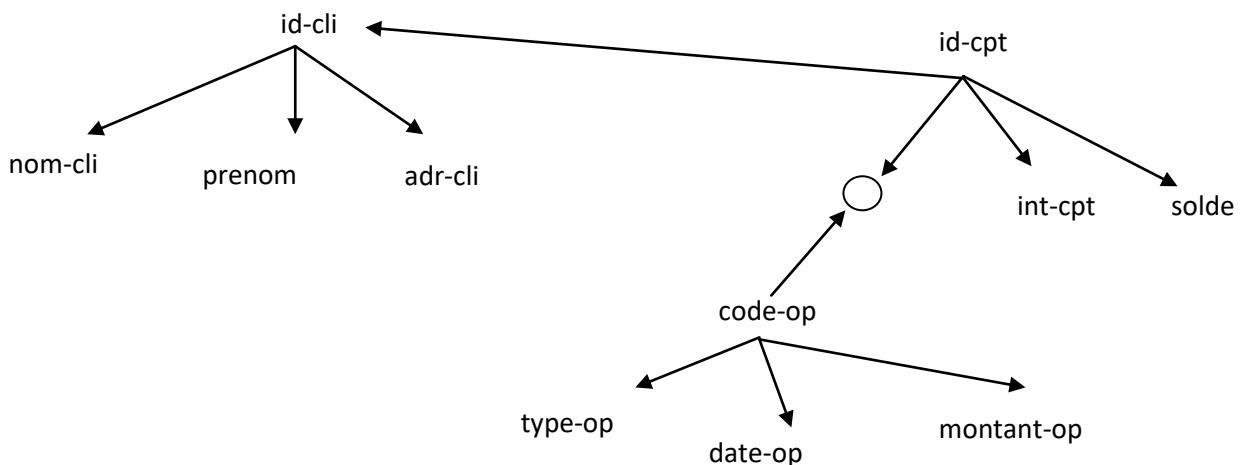 id-cli
id-cpt
nom-cli
prenom
adr-cli
int-cpt
solde
code-op
type-op
date-op
montant-op